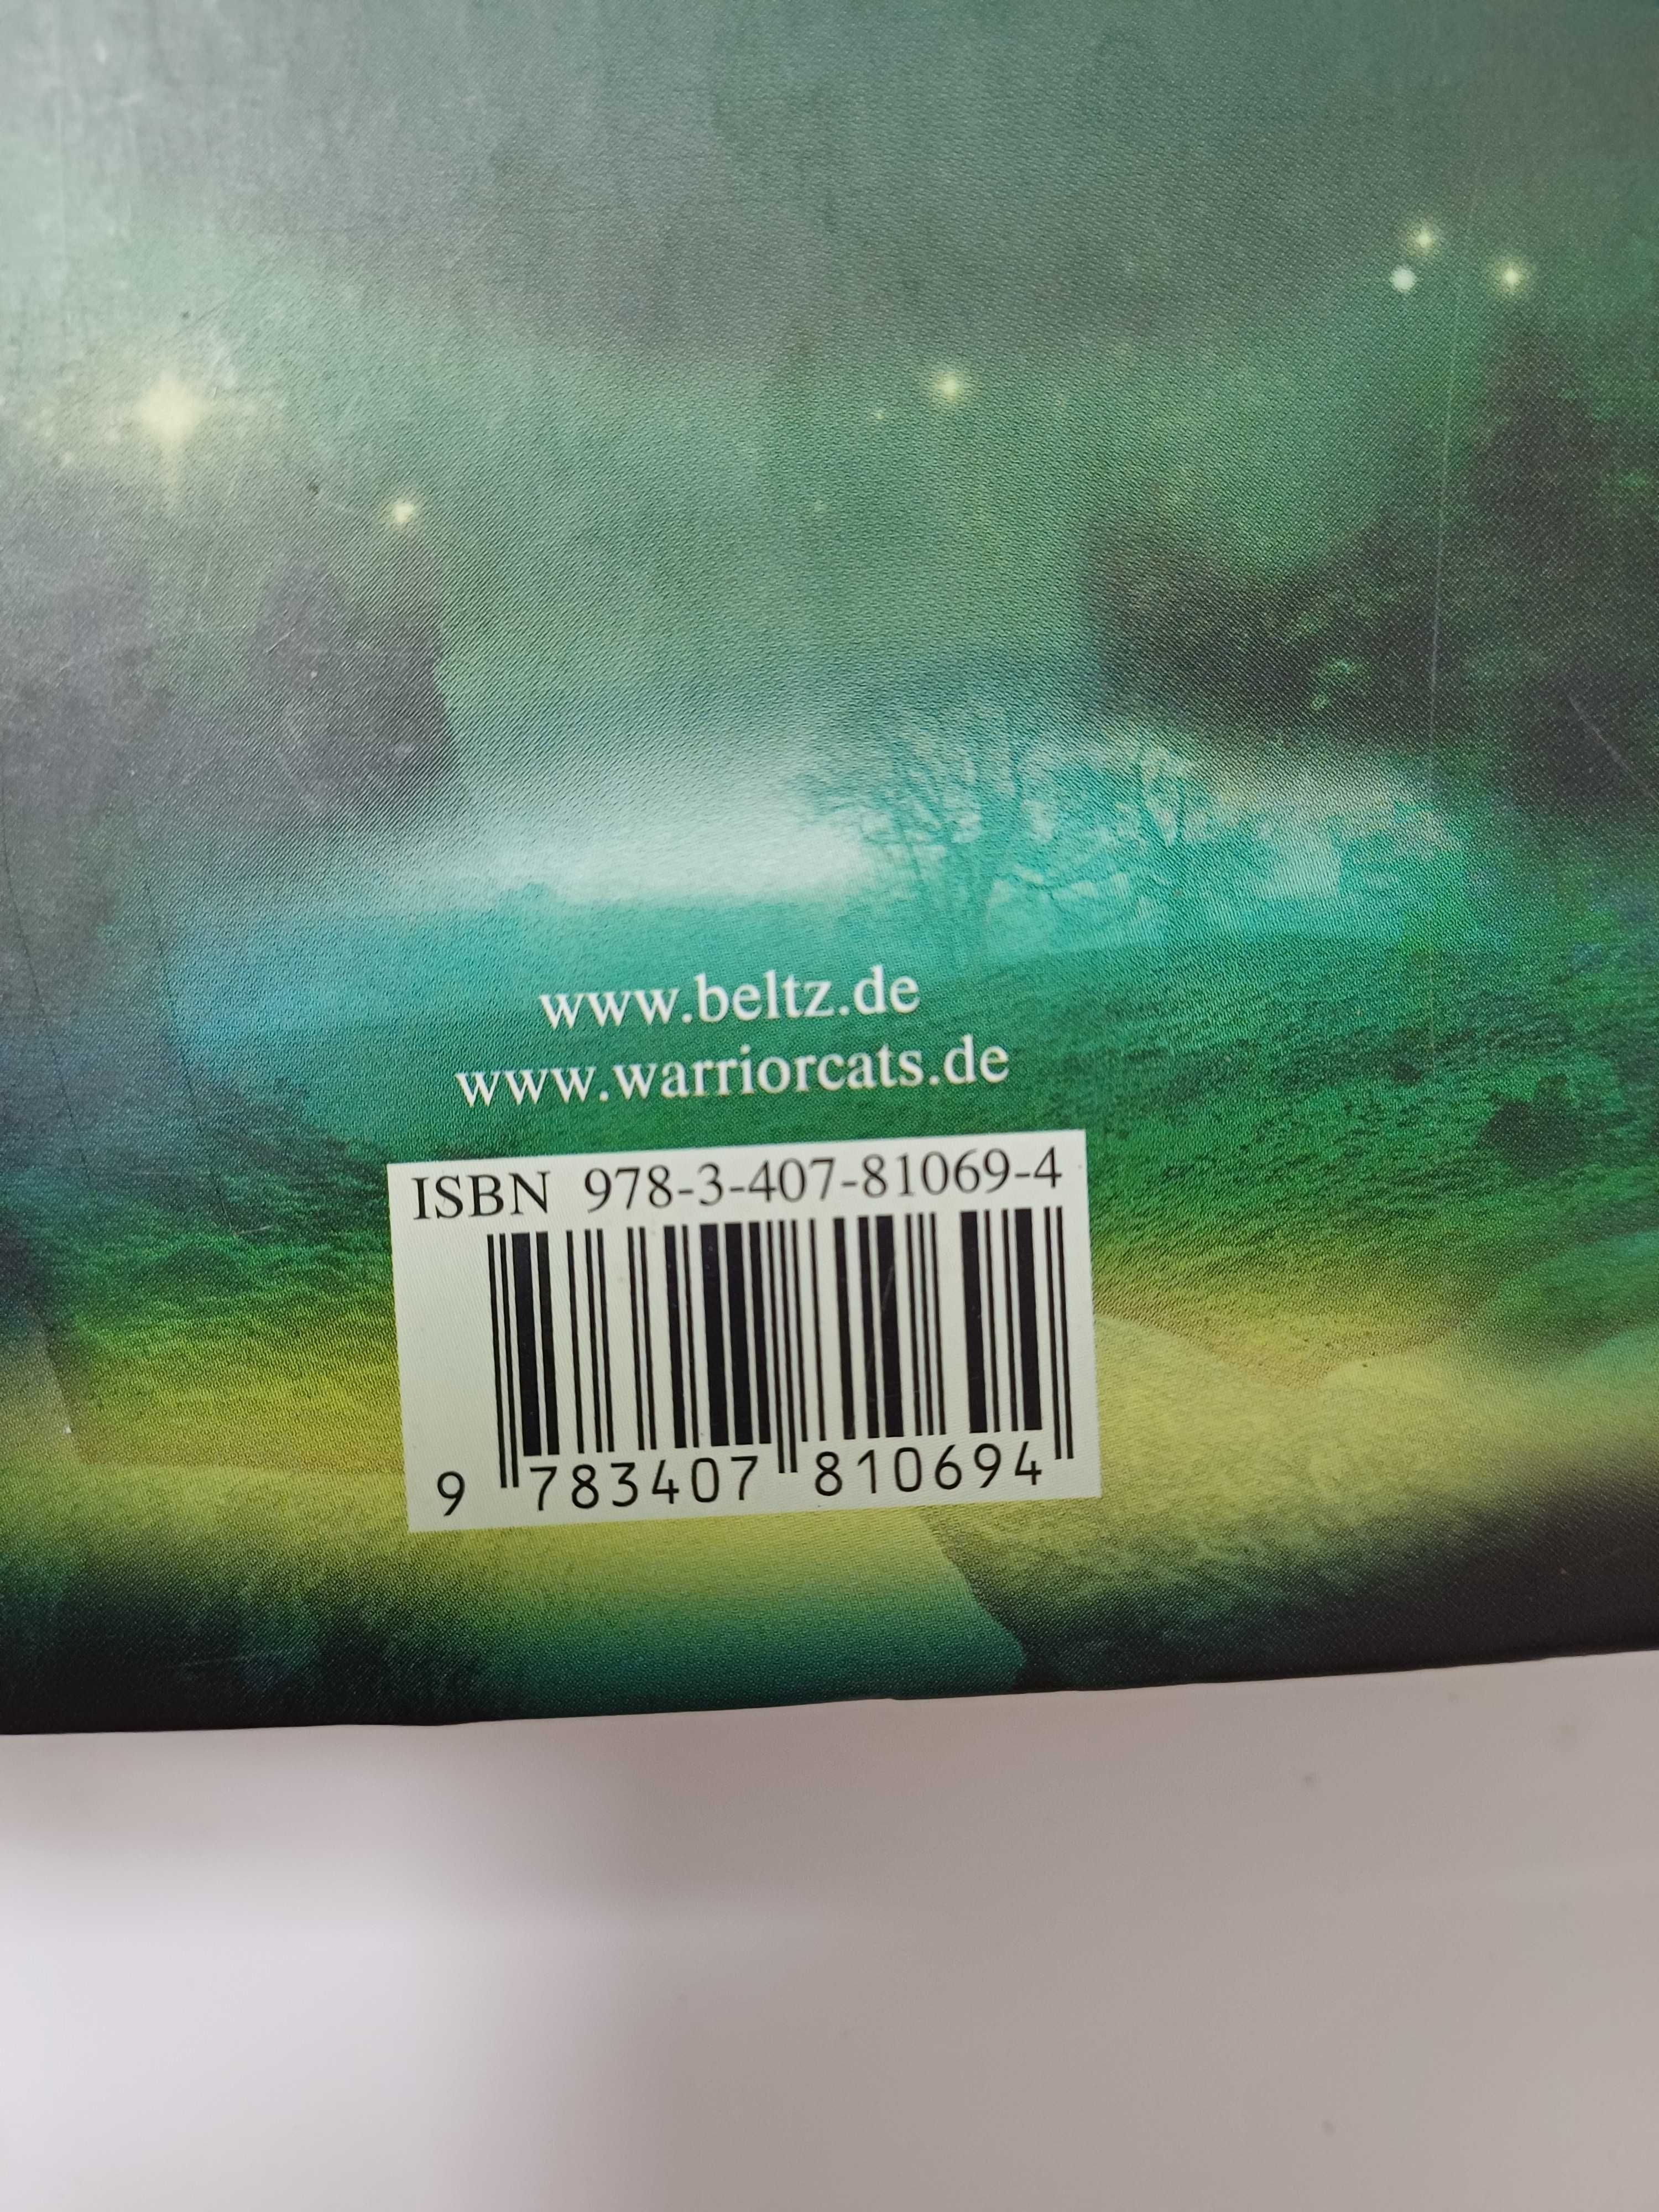 www.beltz.de
www.warriorcats.de
ISBN 978-3-407-81069-4
9 783407 810694